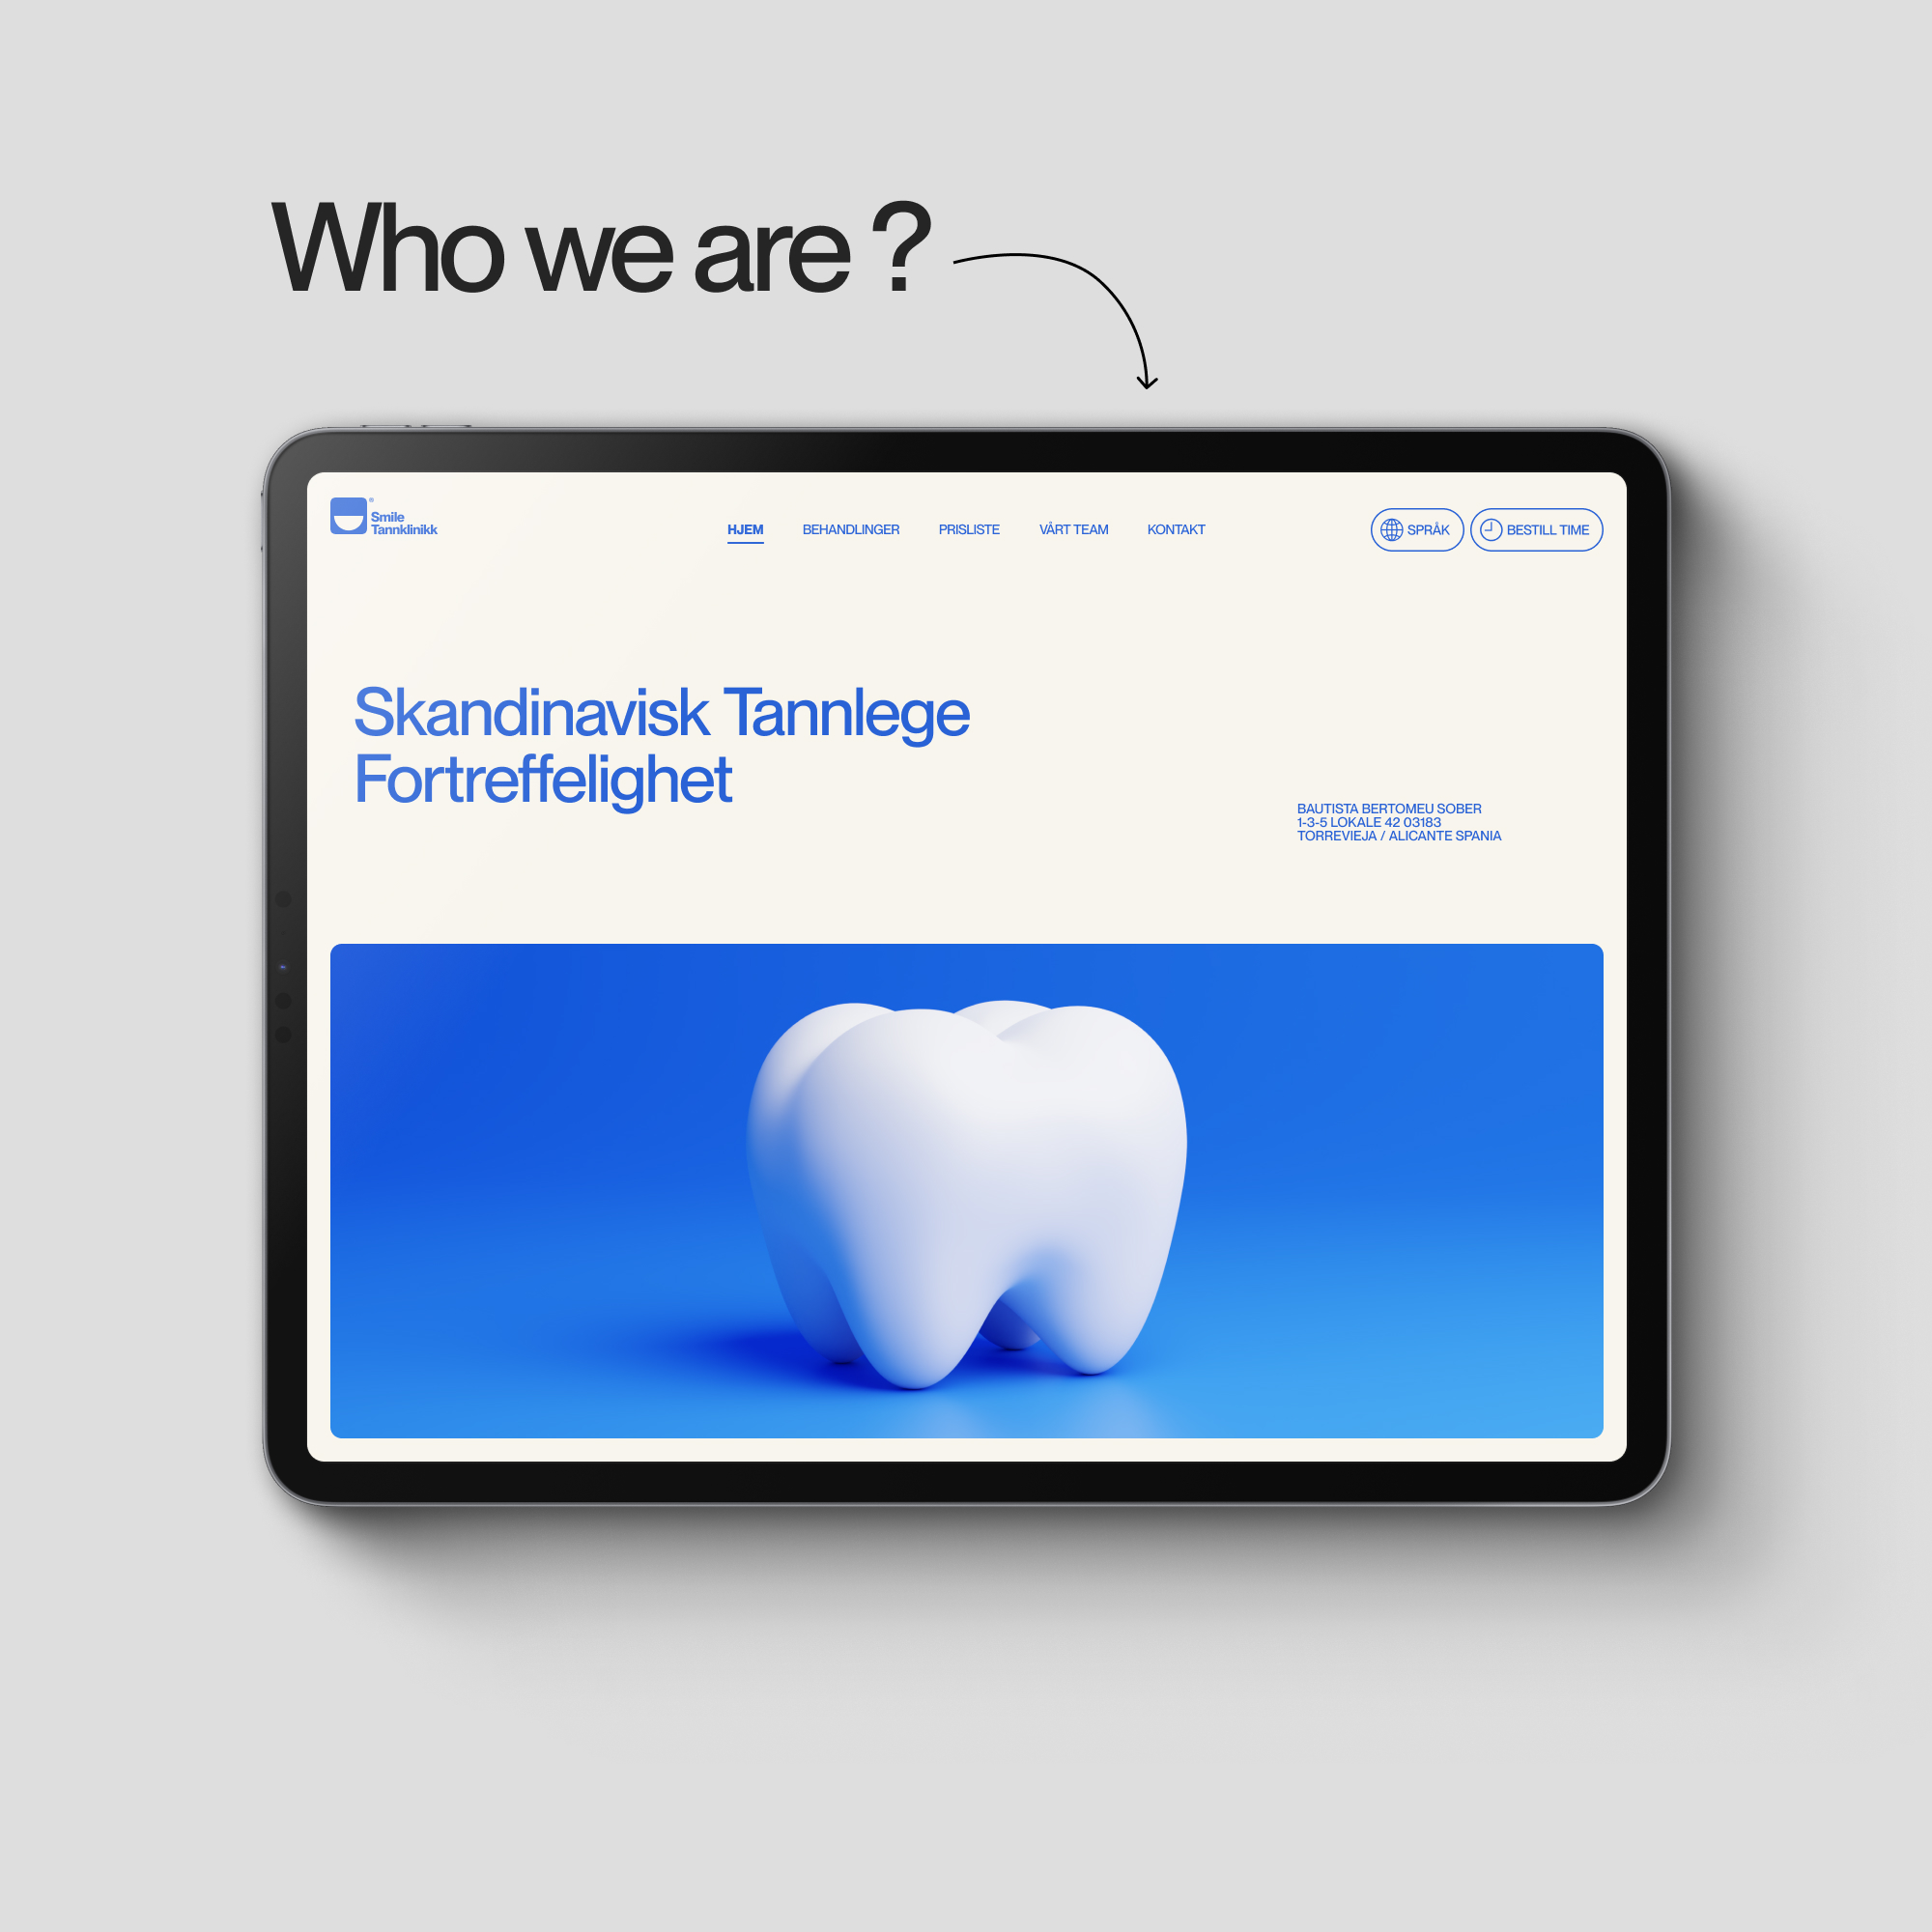 Who we are ?
Smile
Tannklinikk
HJEM BEHANDLINGER PRISLISTE VÅRT TEAM KONTAKT
SPRÅK BESTILL TIME
Skandinavisk Tannlege
Fortreffelighet
BAUTISTA BERTOMEU SOBER
1-3-5 LOKALE 42 03183
TORREVIEJA / ALICANTE SPANIA